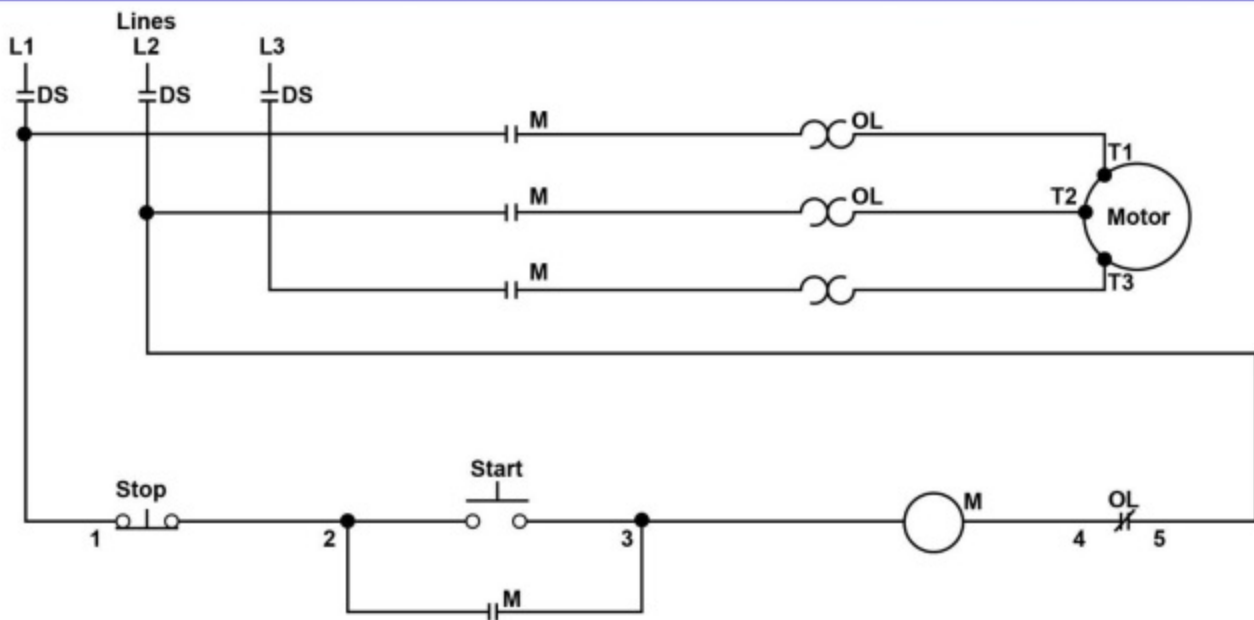 Lines
L1 L2 L3
DS DS DS
M OL
T1
M OL T2 Motor
M
T3
Start
Stop M OL
1 2 3 4 5
M